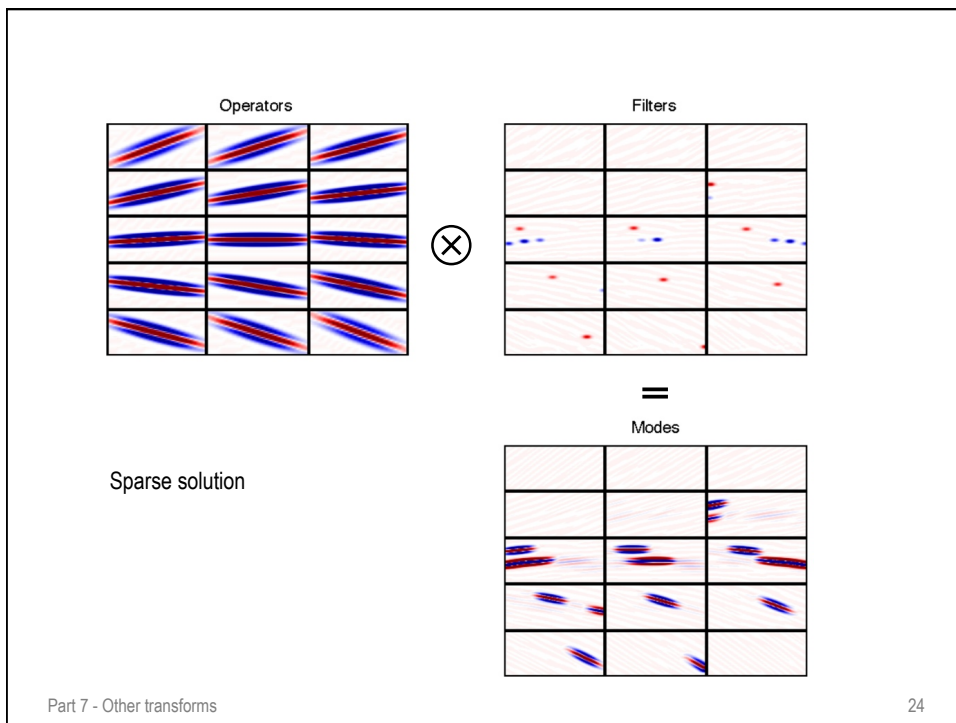 Operators
Filters
=
Modes
Sparse solution
Part 7 - Other transforms
24